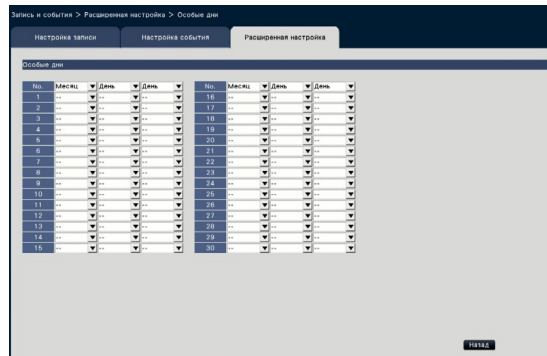 Запись и события > Расширенная настройка > Особые дни
Настройка записи Настройка события Расширенная настройка
Особые дни
No. Месяц День День No. Месяц День День
1 -- -- -- 16 -- -- --
2 -- -- -- 17 -- -- --
3 -- -- -- 18 -- -- --
4 -- -- -- 19 -- -- --
5 -- -- -- 20 -- -- --
6 -- -- -- 21 -- -- --
7 -- -- -- 22 -- -- --
8 -- -- -- 23 -- -- --
9 -- -- -- 24 -- -- --
10 -- -- -- 25 -- -- --
11 -- -- -- 26 -- -- --
12 -- -- -- 27 -- -- --
13 -- -- -- 28 -- -- --
14 -- -- -- 29 -- -- --
15 -- -- -- 30 -- -- --
Назад